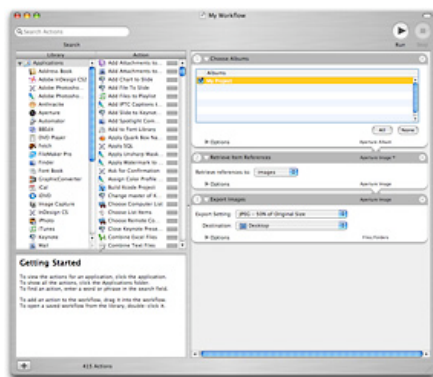 My Workflow
Search Actions
Search
Run
Stop
Library
Action
Applications
Address Book
Adobe InDesign CS2
Adobe Photosho...
Adobe Photosho...
Anthracite
Aperture
Automator
BBEdit
DVD Player
Fetch
FileMaker Pro
Finder
Font Book
GraphicConverter
iCal
iDVD
Image Capture
InDesign CS
iPhoto
iTunes
Keynote
Mail
Add Attachments to...
Add Attachments to...
Add Chart to Slide
Add File To Slide
Add Files to Playlist
Add IPTC Captions t...
Add Slide to Keynot...
Add Spotlight Com...
Add to Font Library
Apply Quark Box Na...
Apply SQL
Apply Unsharp Mask...
Apply Watermark to...
Ask for Confirmation
Assign Color Profile...
Build Xcode Project
Change master of K...
Choose Computer List
Choose List Items
Choose Remote Co...
Close Keynote Prese...
Combine Excel Files
Combine Text Files
Choose Albums
Albums
My Project
All
None
Options
Aperture Album
Retrieve Item References
Aperture Image
Retrieve references to:
Images
Options
Aperture Image
Export Images
Aperture Image
Export Setting:
JPEG - 50% of Original Size
Destination:
Desktop
Options
Files/Folders
Getting Started
To view the actions for an application, click the application.
To show all the actions, click the Applications folder.
To find an action, enter a word or phrase in the search field.
To add an action to the workflow, drag it into the workflow.
To open a saved workflow from the library, double-click it.
415 Actions